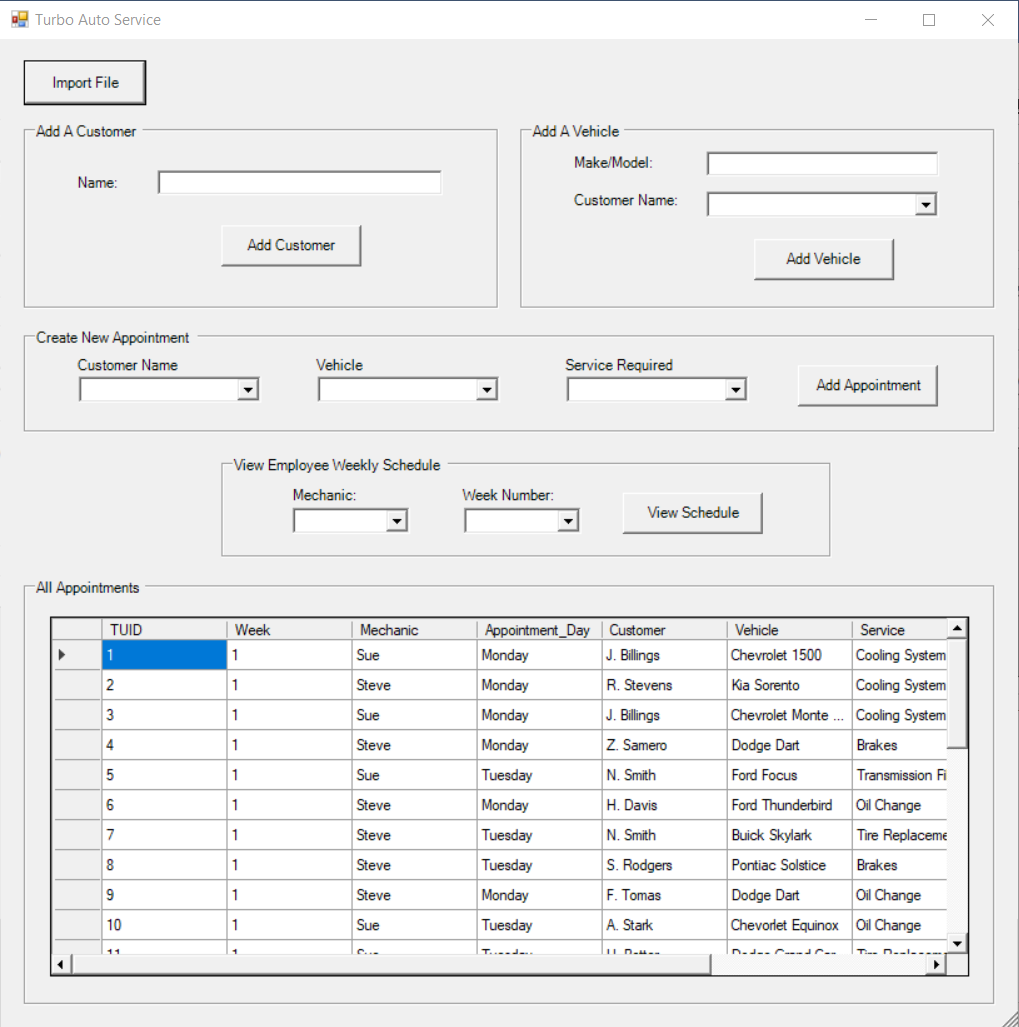 Turbo Auto Service
Import File
Add A Customer
Name:
Add Customer
Add A Vehicle
Make/Model:
Customer Name:
Add Vehicle
Create New Appointment
Customer Name Vehicle Service Required
Add Appointment
View Employee Weekly Schedule
Mechanic: Week Number:
View Schedule
All Appointments
TUID Week Mechanic Appointment_Day Customer Vehicle Service
1 1 Sue Monday J. Billings Chevrolet 1500 Cooling System
2 1 Steve Monday R. Stevens Kia Sorento Cooling System
3 1 Sue Monday J. Billings Chevrolet Monte ... Cooling System
4 1 Steve Monday Z. Samero Dodge Dart Brakes
5 1 Sue Tuesday N. Smith Ford Focus Transmission Fl
6 1 Steve Monday H. Davis Ford Thunderbird Oil Change
7 1 Steve Tuesday N. Smith Buick Skylark Tire Replaceme
8 1 Steve Tuesday S. Rodgers Pontiac Solstice Brakes
9 1 Steve Monday F. Tomas Dodge Dart Oil Change
10 1 Sue Tuesday A. Stark Chevorlet Equinox Oil Change
11 1 Sue Tuesday